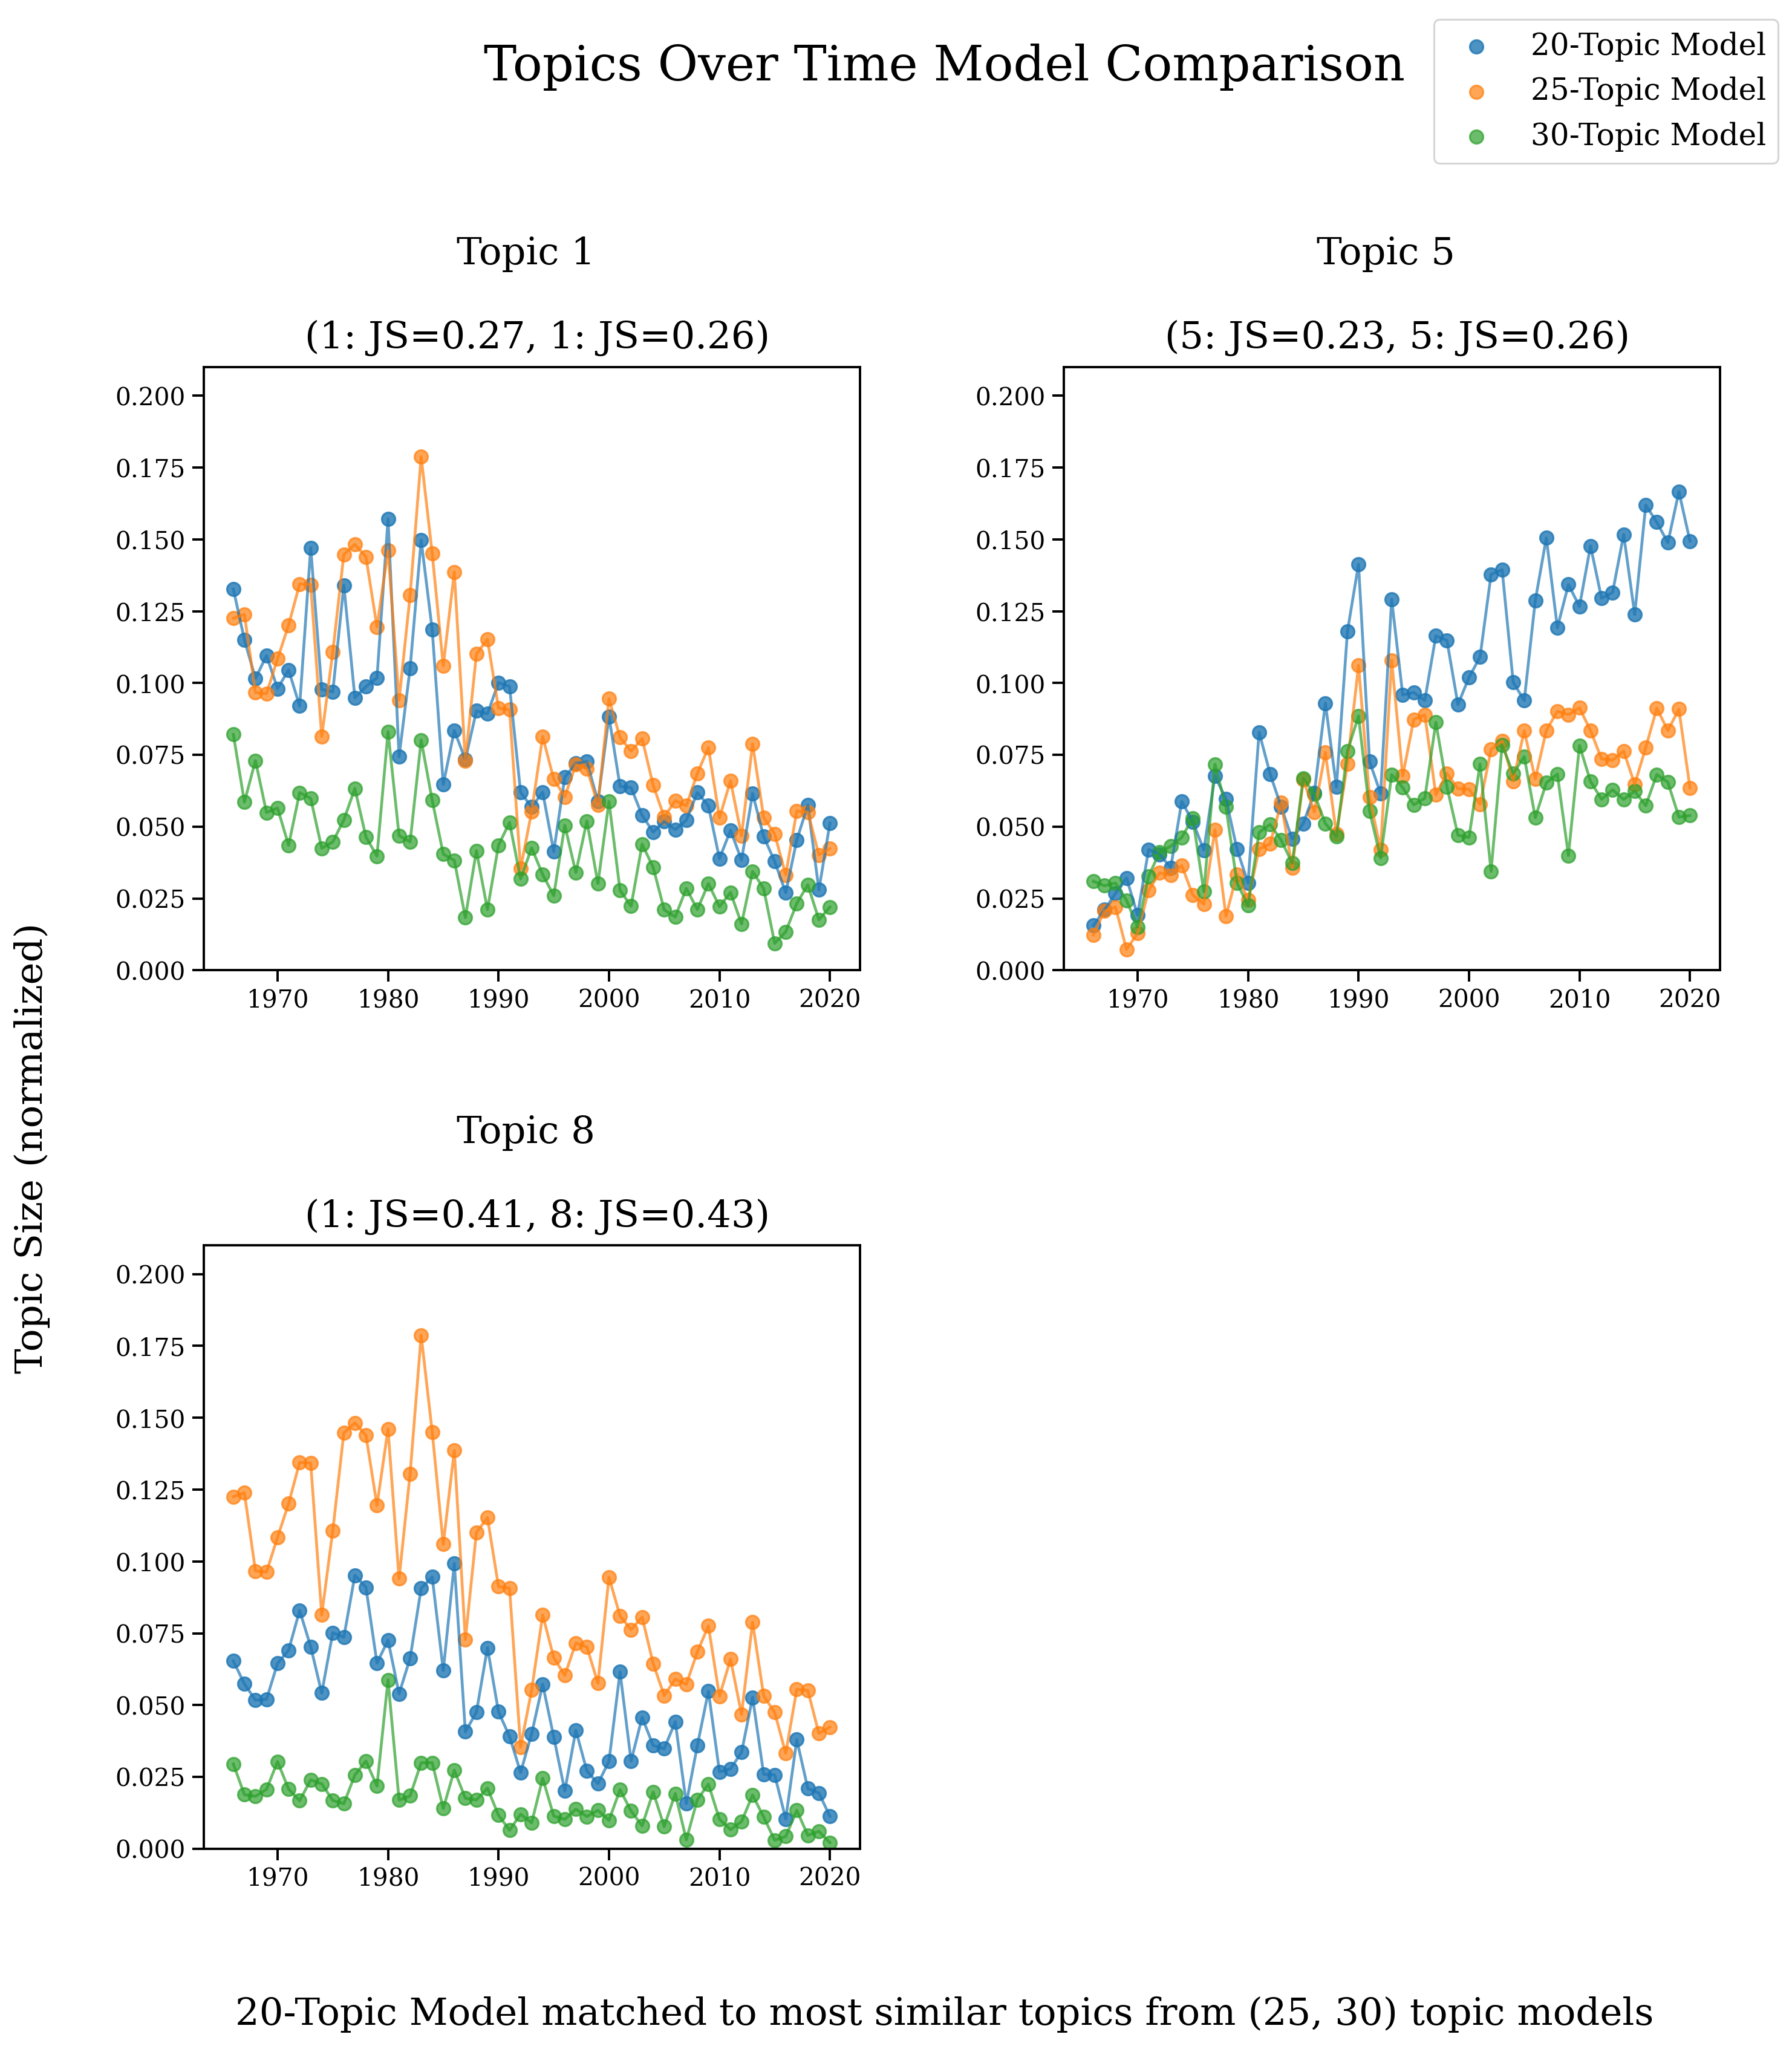 Topics Over Time Model Comparison
20-Topic Model
25-Topic Model
30-Topic Model
Topic 1
(1: JS=0.27, 1: JS=0.26)
0.200
0.175
0.150
0.125
0.100
0.075
0.050
0.025
0.000
1970 1980 1990 2000 2010 2020
Topic 5
(5: JS=0.23, 5: JS=0.26)
0.200
0.175
0.150
0.125
0.100
0.075
0.050
0.025
0.000
1970 1980 1990 2000 2010 2020
Topic 8
(1: JS=0.41, 8: JS=0.43)
0.200
0.175
0.150
0.125
0.100
0.075
0.050
0.025
0.000
1970 1980 1990 2000 2010 2020
Topic Size (normalized)
20-Topic Model matched to most similar topics from (25, 30) topic models